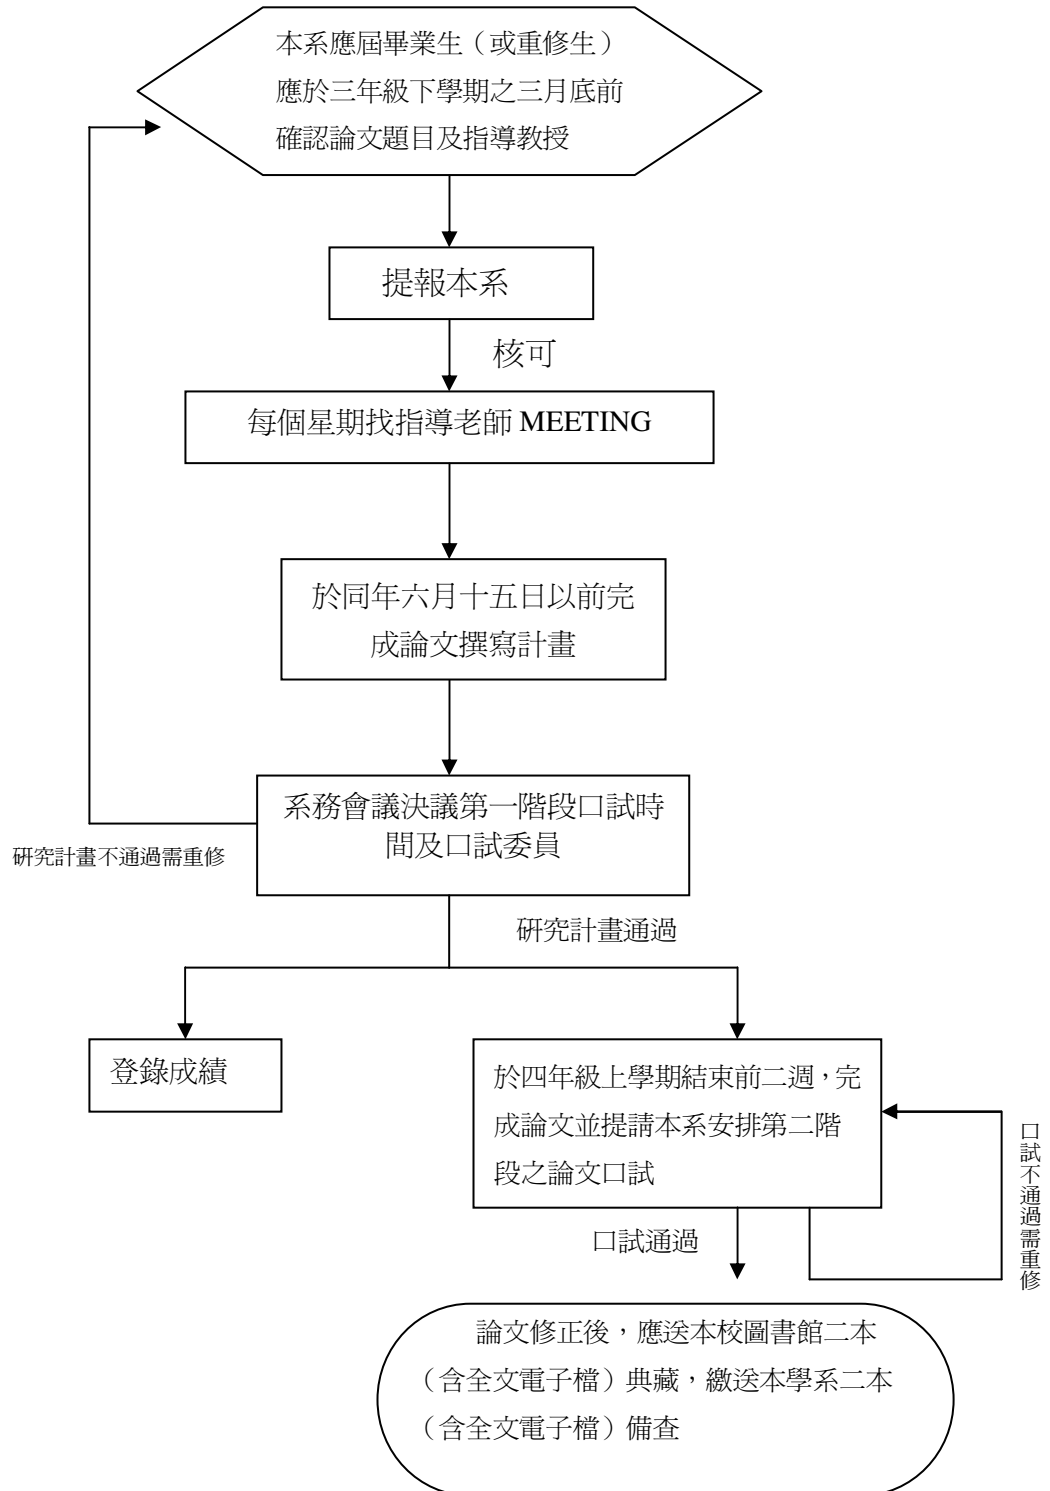 本系應屆畢業生（或重修生）
應於三年級下學期之三月底前
確認論文題目及指導教授
提報本系
核可
每個星期找指導老師 MEETING
於同年六月十五日以前完
成論文撰寫計畫
系務會議決議第一階段口試時
間及口試委員
研究計畫不通過需重修
研究計畫通過
登錄成績
於四年級上學期結束前二週，完
成論文並提請本系安排第二階
段之論文口試
口試不通過需重修
口試通過
論文修正後，應送本校圖書館二本
（含全文電子檔）典藏，繳送本學系二本
（含全文電子檔）備查